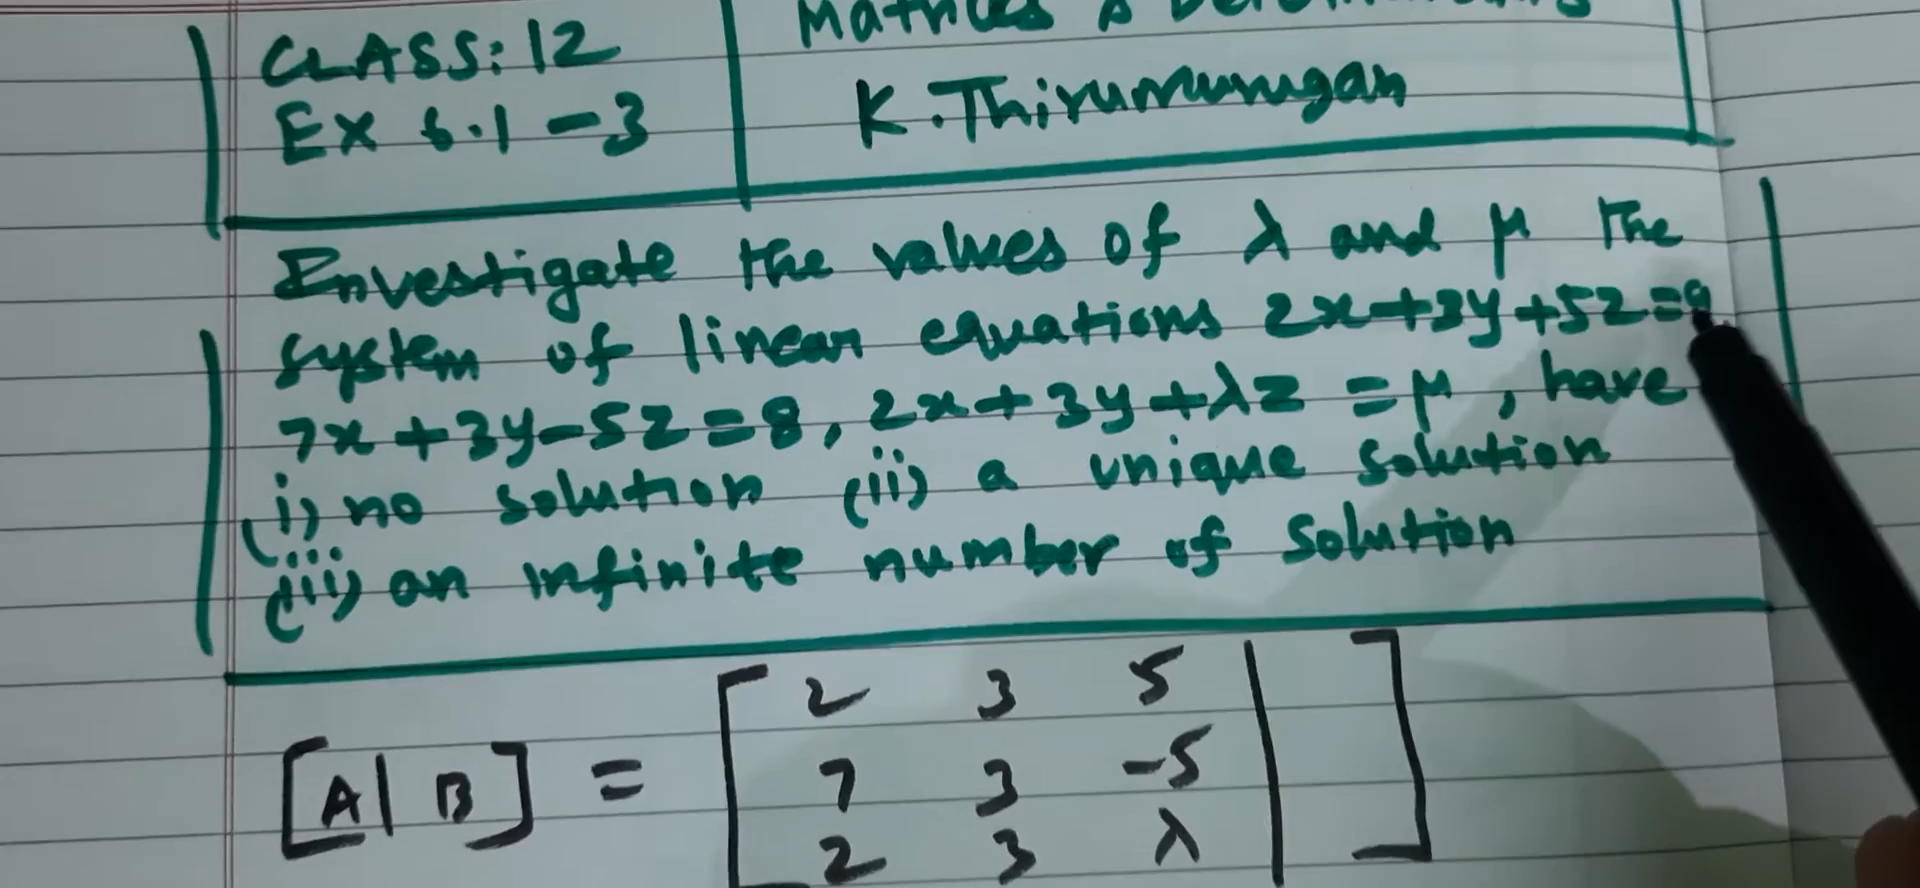 CLASS: 12
EX 6.1 - 3
Matrices &
K. Thirumurugan
Investigate the values of λ and μ the
system of linear equations 2x+3y+5z=9
7x+3y-5z=8, 2x+3y+λz=μ, have
(i) no solution (ii) a unique solution
(iii) an infinite number of solution
[A|B] = [ 2 3 5 | ]
7 3 -5
2 3 λ